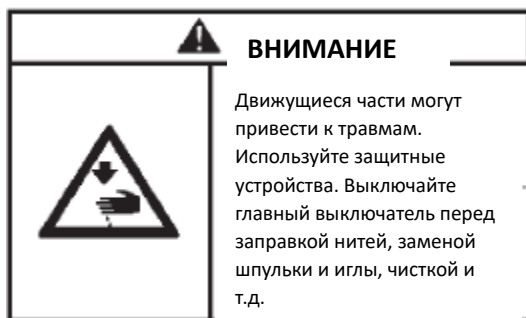 ВНИМАНИЕ
Движущиеся части могут
привести к травмам.
Используйте защитные
устройства. Выключайте
главный выключатель перед
заправкой нитей, заменой
шпульки и иглы, чисткой и
т.д.